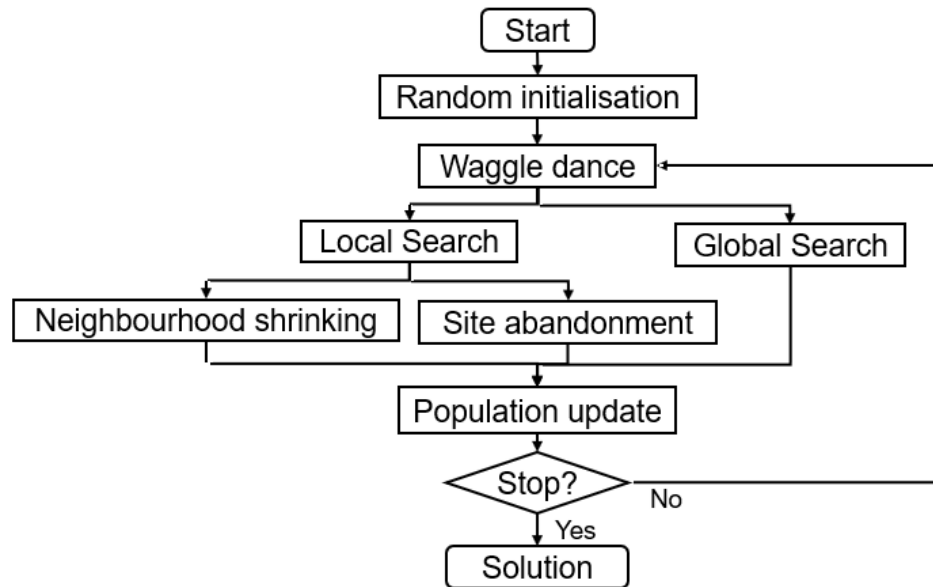 Start
Random initialisation
Waggle dance
Local Search
Global Search
Neighbourhood shrinking
Site abandonment
Population update
Stop?
No
Yes
Solution